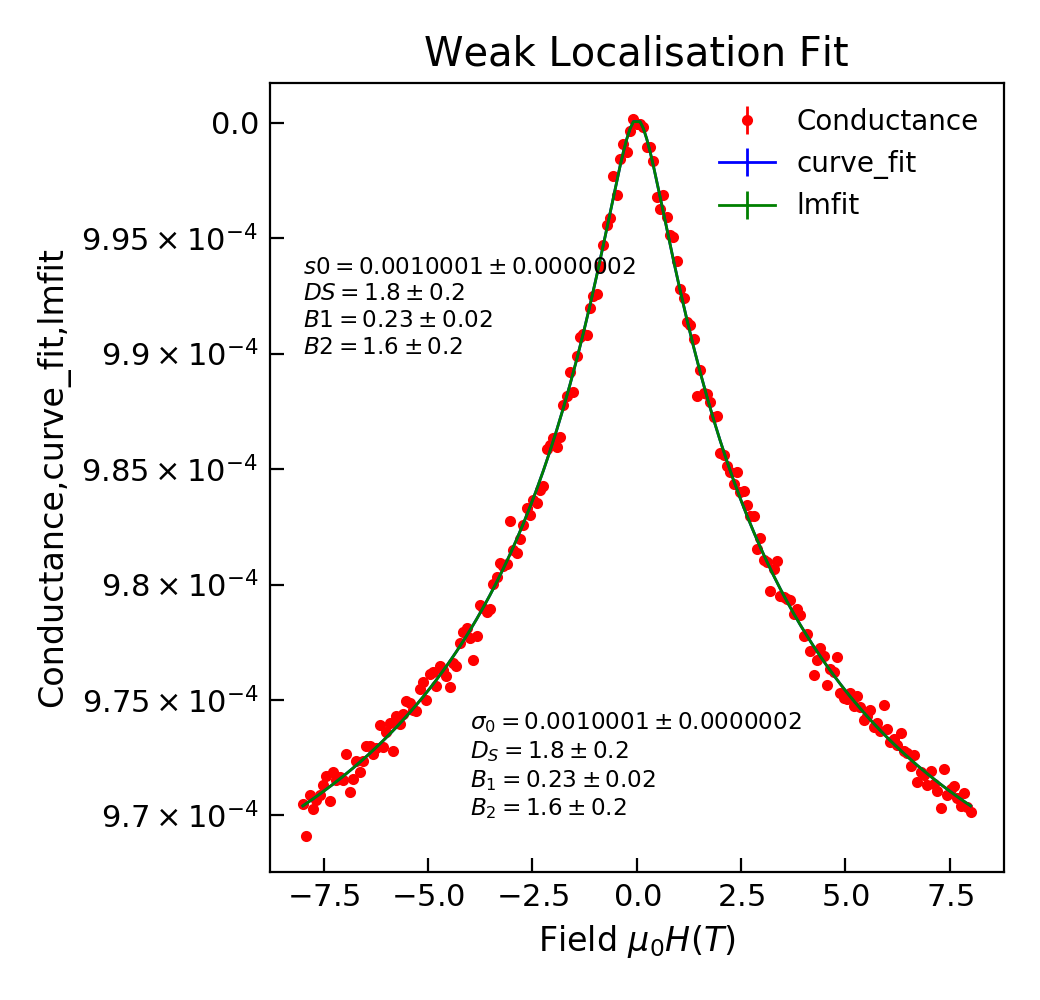 Weak Localisation Fit
Conductance
curve_fit
lmfit
Conductance,curve_fit,lmfit
0.0
9.95 × 10⁻⁴
9.9 × 10⁻⁴
9.85 × 10⁻⁴
9.8 × 10⁻⁴
9.75 × 10⁻⁴
9.7 × 10⁻⁴
s0 = 0.0010001 ± 0.0000002
DS = 1.8 ± 0.2
B1 = 0.23 ± 0.02
B2 = 1.6 ± 0.2
σ₀ = 0.0010001 ± 0.0000002
D_S = 1.8 ± 0.2
B₁ = 0.23 ± 0.02
B₂ = 1.6 ± 0.2
−7.5 −5.0 −2.5 0.0 2.5 5.0 7.5
Field μ₀H(T)